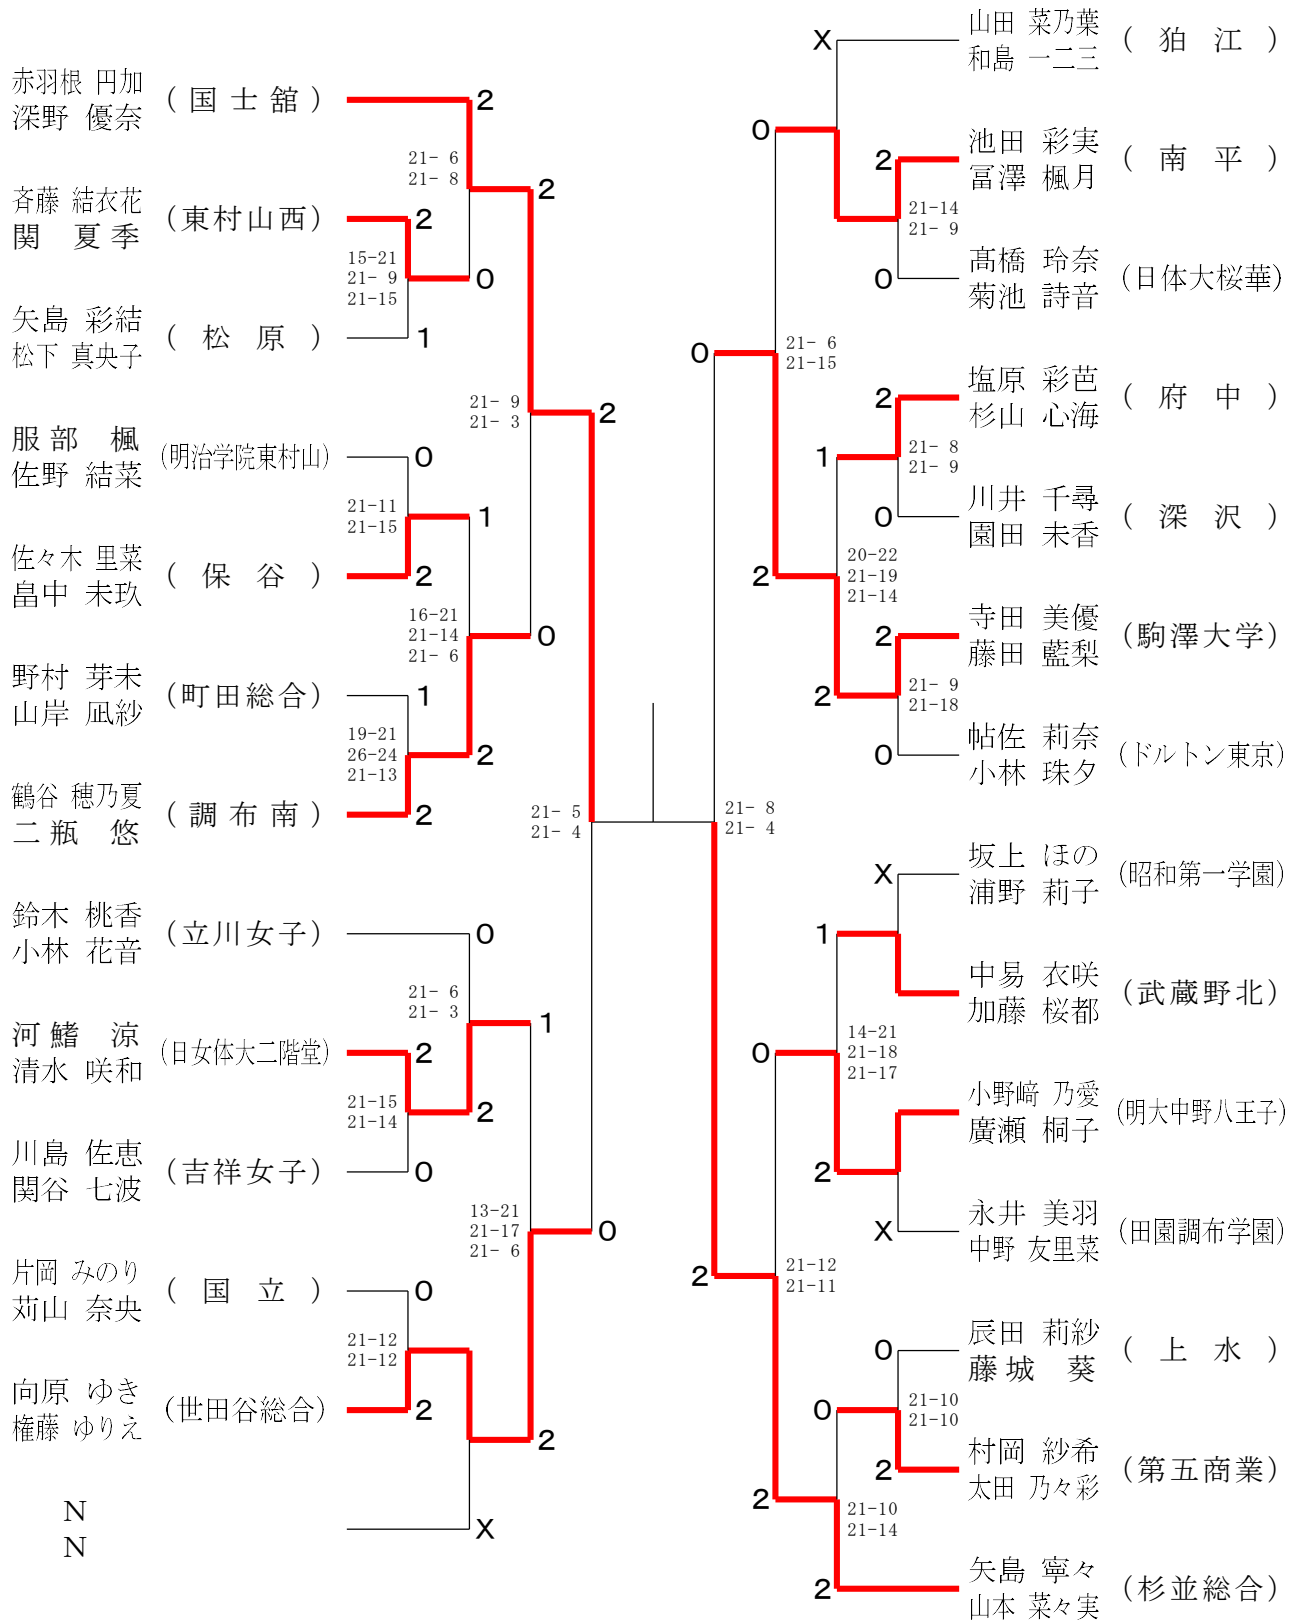 赤羽根 円加
深野 優奈
(国士舘)
2
21- 6
21- 8
2
斉藤 結衣花
関 夏季
(東村山西)
2
15-21
21- 9
21-15
0
矢島 彩結
松下 真央子
(松原)
1
21- 9
21- 3
2
服部 楓
佐野 結菜
(明治学院東村山)
0
21-11
21-15
1
佐々木 里菜
畠中 未玖
(保谷)
2
16-21
21-14
21- 6
0
野村 芽未
山岸 凪紗
(町田総合)
1
19-21
26-24
21-13
2
鶴谷 穂乃夏
二瓶 悠
(調布南)
2
21- 5
21- 4
鈴木 桃香
小林 花音
(立川女子)
0
21- 6
21- 3
1
河鰭 涼
清水 咲和
(日女体大二階堂)
2
21-15
21-14
2
川島 佐恵
関谷 七波
(吉祥女子)
0
13-21
21-17
21- 6
0
片岡 みのり
苅山 奈央
(国立)
0
21-12
21-12
向原 ゆき
権藤 ゆりえ
(世田谷総合)
2
2
N
N
X
X
山田 菜乃葉
和島 一二三
(狛江)
0
2
池田 彩実
冨澤 楓月
(南平)
21-14
21- 9
0
髙橋 玲奈
菊池 詩音
(日体大桜華)
0
21- 6
21-15
2
塩原 彩芭
杉山 心海
(府中)
1
21- 8
21- 9
0
川井 千尋
園田 未香
(深沢)
2
20-22
21-19
21-14
2
寺田 美優
藤田 藍梨
(駒澤大学)
2
21- 9
21-18
0
帖佐 莉奈
小林 珠夕
(ドルトン東京)
21- 8
21- 4
X
坂上 ほの
浦野 莉子
(昭和第一学園)
1
中易 衣咲
加藤 桜都
(武蔵野北)
0
14-21
21-18
21-17
小野﨑 乃愛
廣瀬 桐子
(明大中野八王子)
2
X
永井 美羽
中野 友里菜
(田園調布学園)
2
21-12
21-11
0
辰田 莉紗
藤城 葵
(上水)
0
21-10
21-10
2
村岡 紗希
太田 乃々彩
(第五商業)
2
21-10
21-14
2
矢島 寧々
山本 菜々実
(杉並総合)